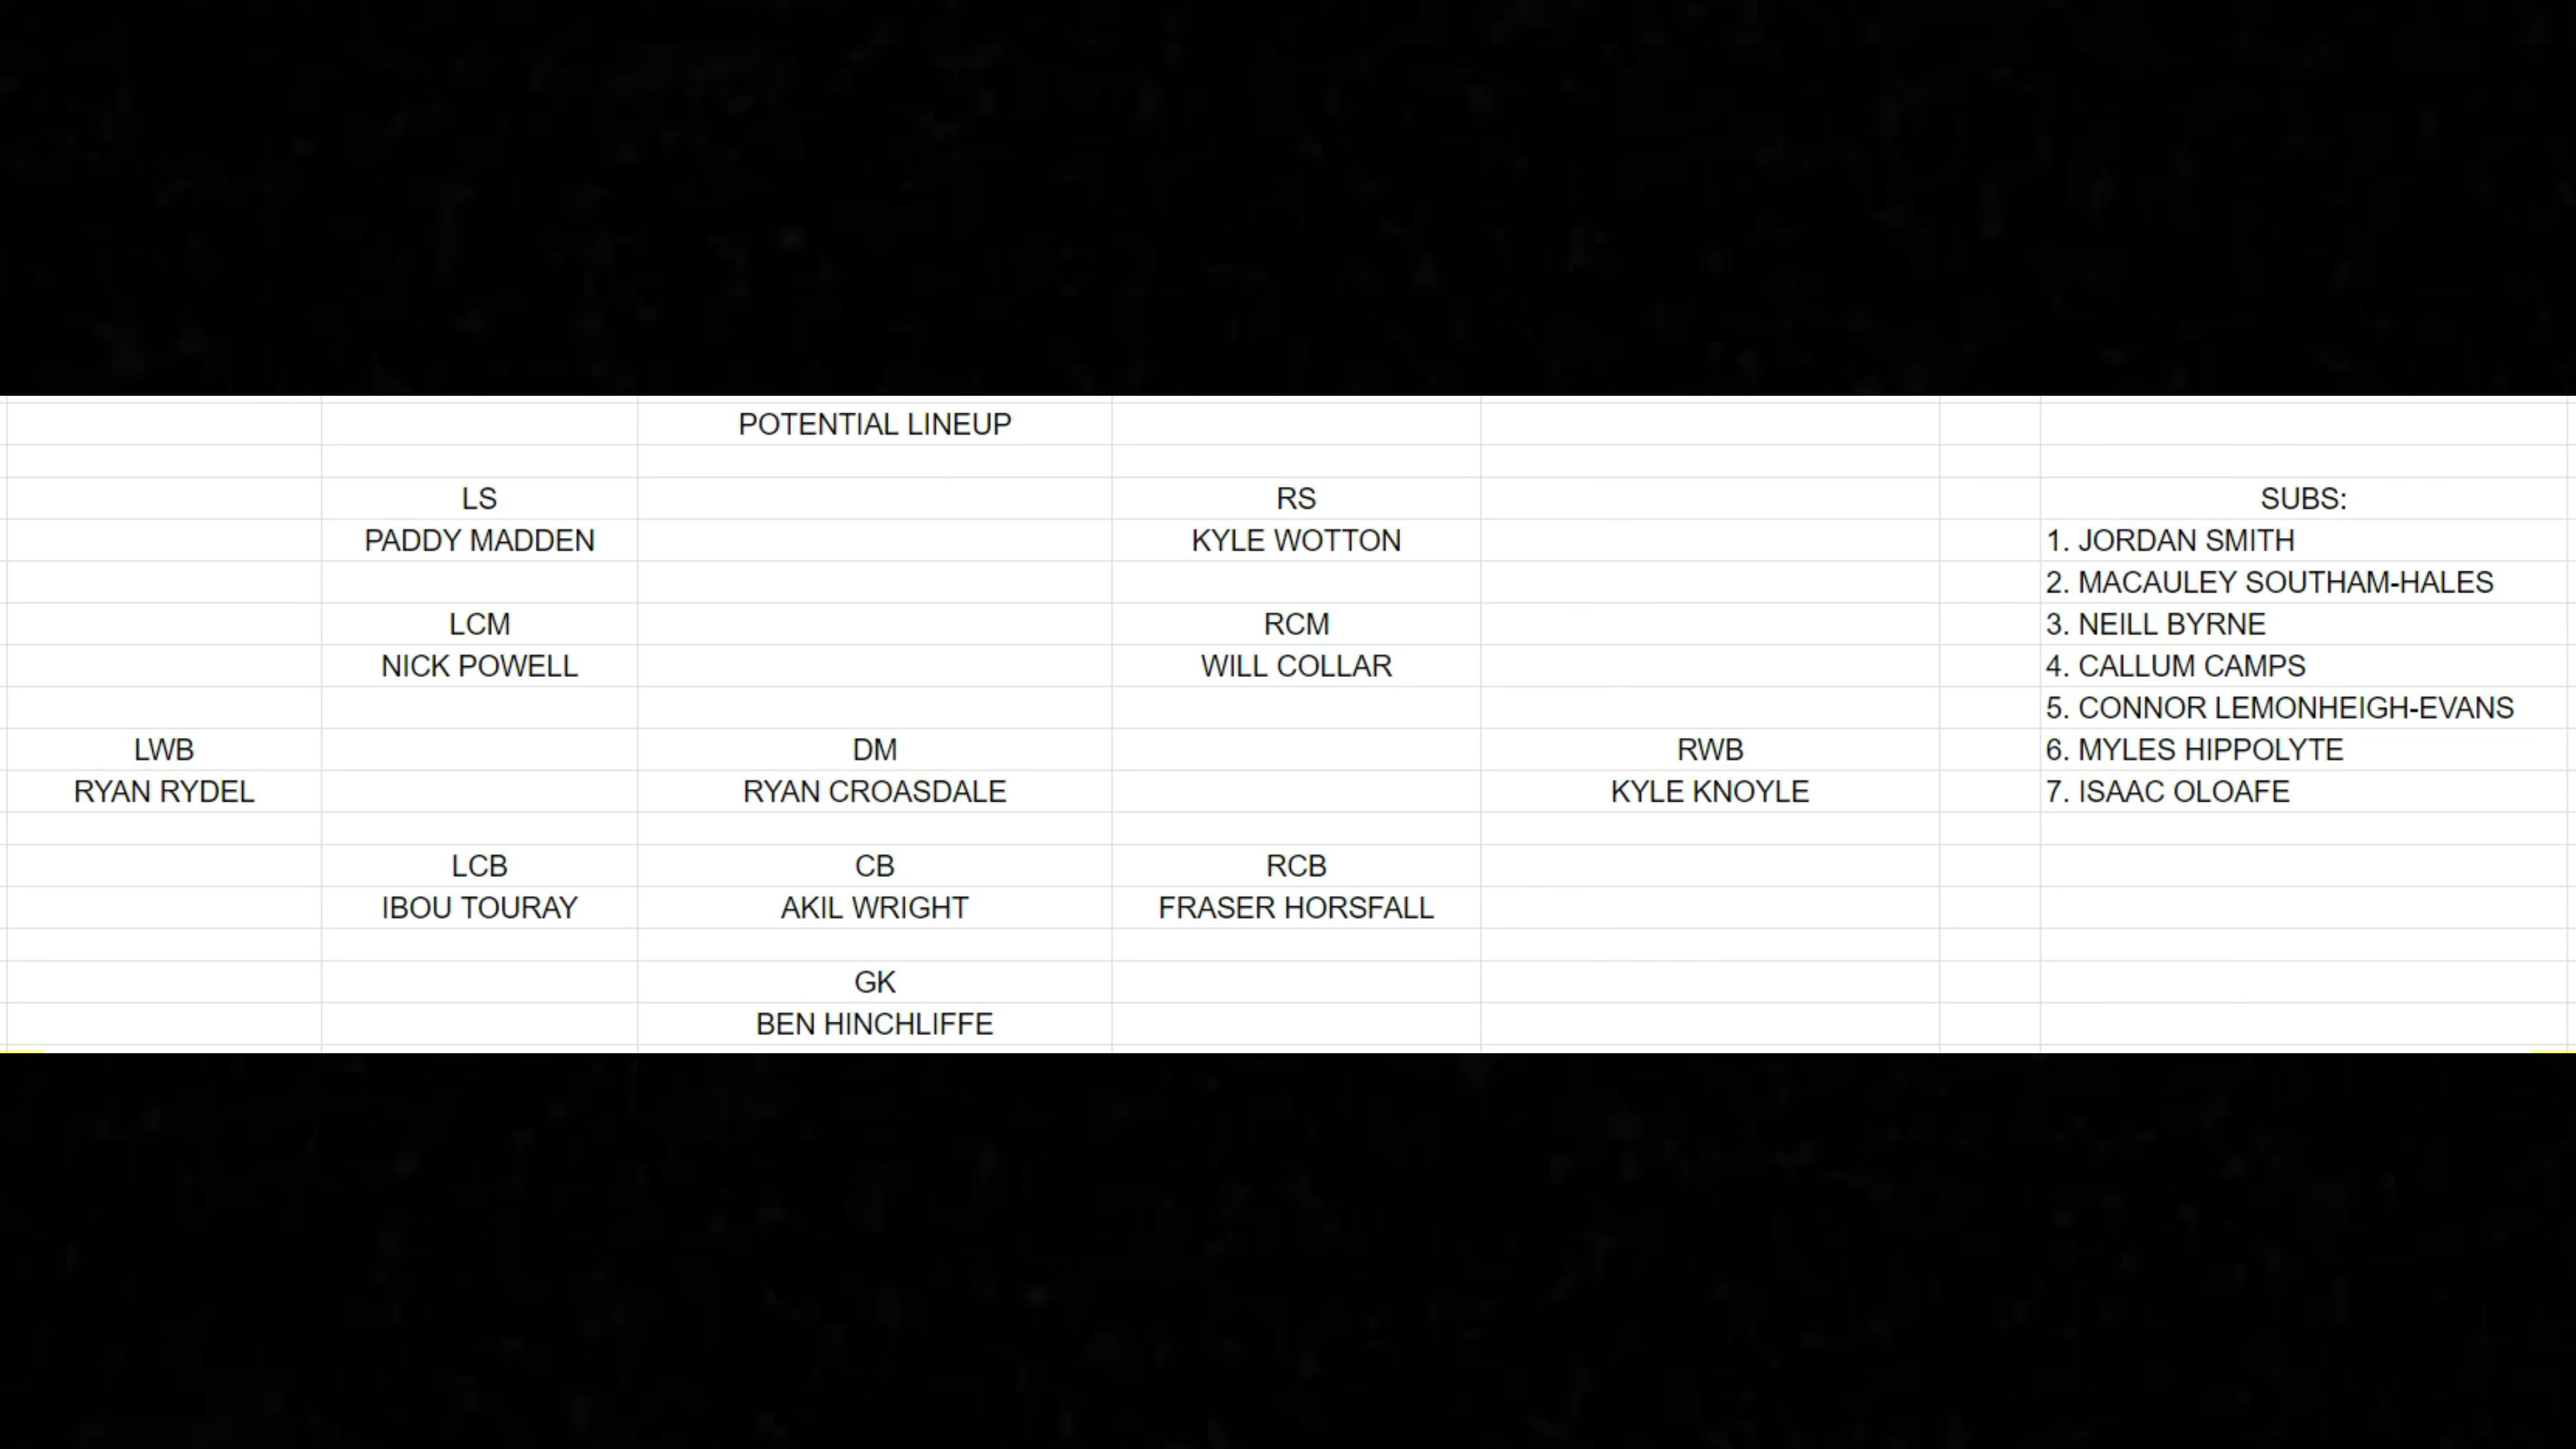 POTENTIAL LINEUP
LS RS SUBS:
PADDY MADDEN KYLE WOTTON 1. JORDAN SMITH
2. MACAULEY SOUTHAM-HALES
LCM RCM 3. NEILL BYRNE
NICK POWELL WILL COLLAR 4. CALLUM CAMPS
5. CONNOR LEMONHEIGH-EVANS
LWB DM RWB 6. MYLES HIPPOLYTE
RYAN RYDEL RYAN CROASDALE KYLE KNOYLE 7. ISAAC OLOAFE
LCB CB RCB
IBOU TOURAY AKIL WRIGHT FRASER HORSFALL
GK
BEN HINCHLIFFE